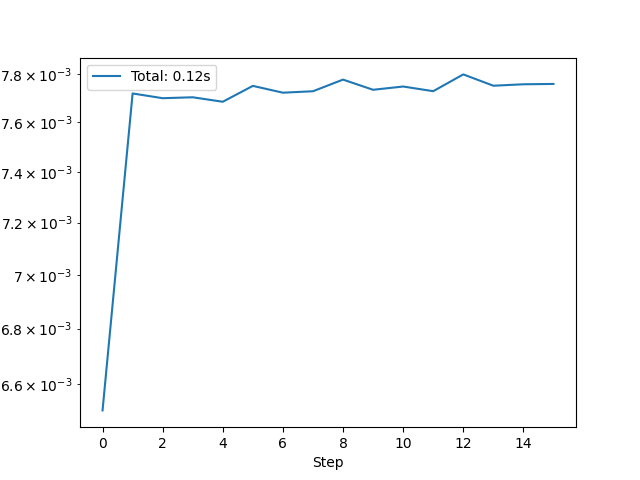 Total: 0.12s
7.8 × 10⁻³
7.6 × 10⁻³
7.4 × 10⁻³
7.2 × 10⁻³
7 × 10⁻³
6.8 × 10⁻³
6.6 × 10⁻³
0 2 4 6 8 10 12 14
Step